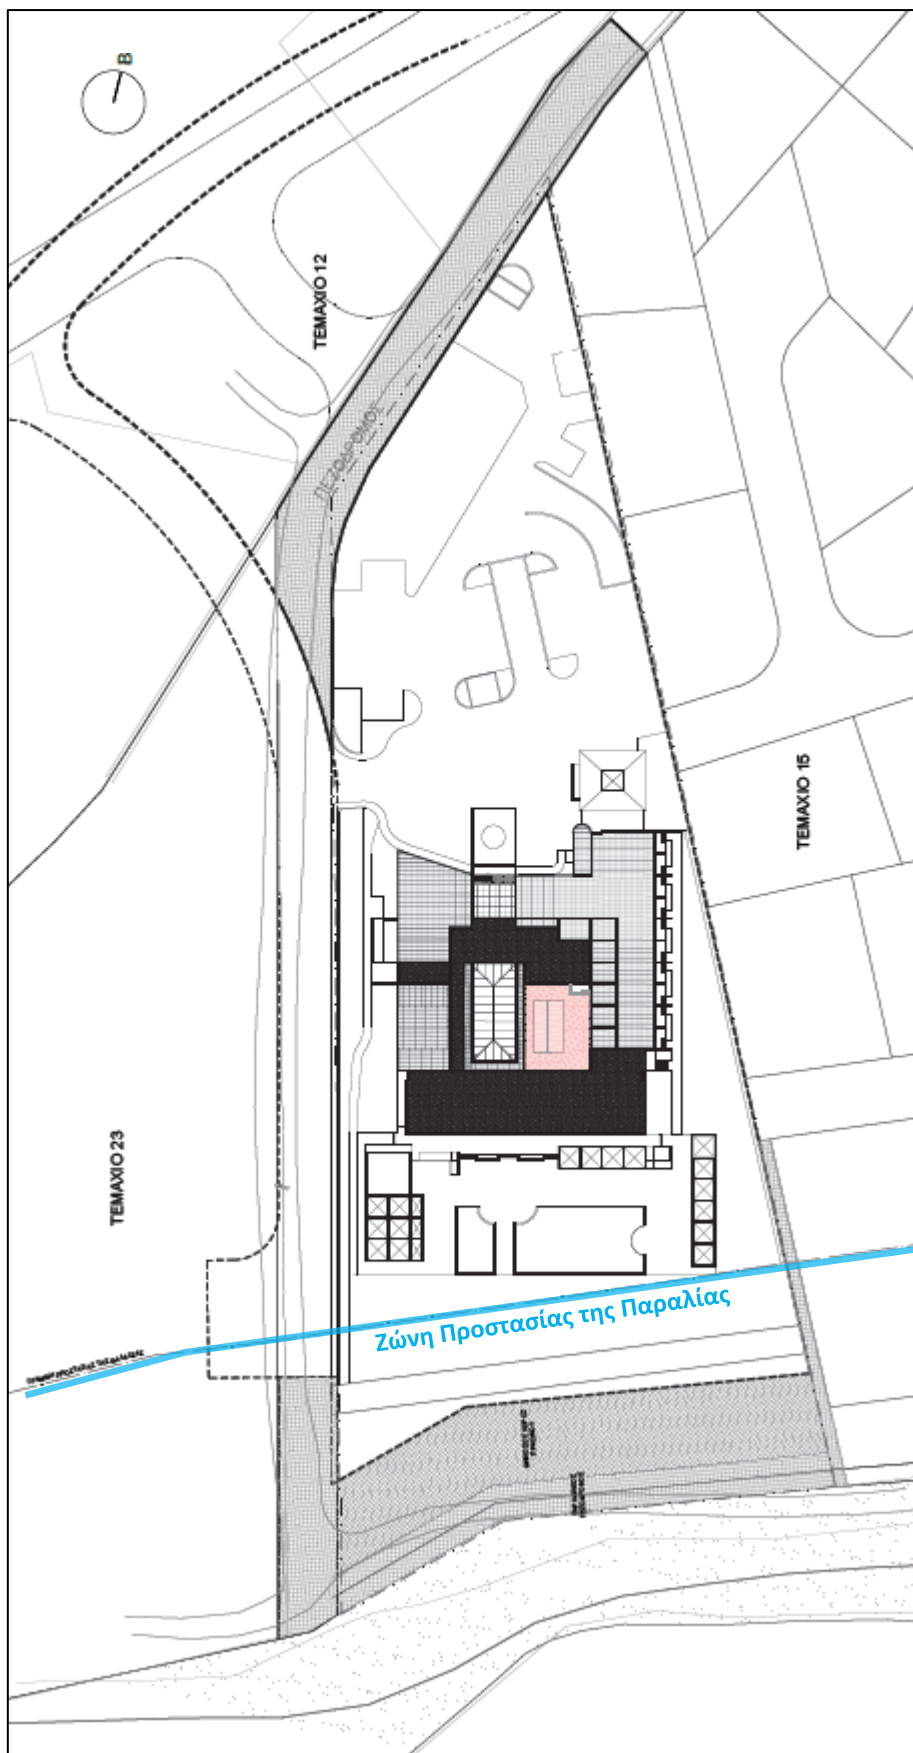 Β
ΤΕΜΑΧΙΟ 12
ΠΕΖΟΔΡΟΜΟΣ
ΤΕΜΑΧΙΟ 15
ΤΕΜΑΧΙΟ 23
Ζώνη Προστασίας της Παραλίας